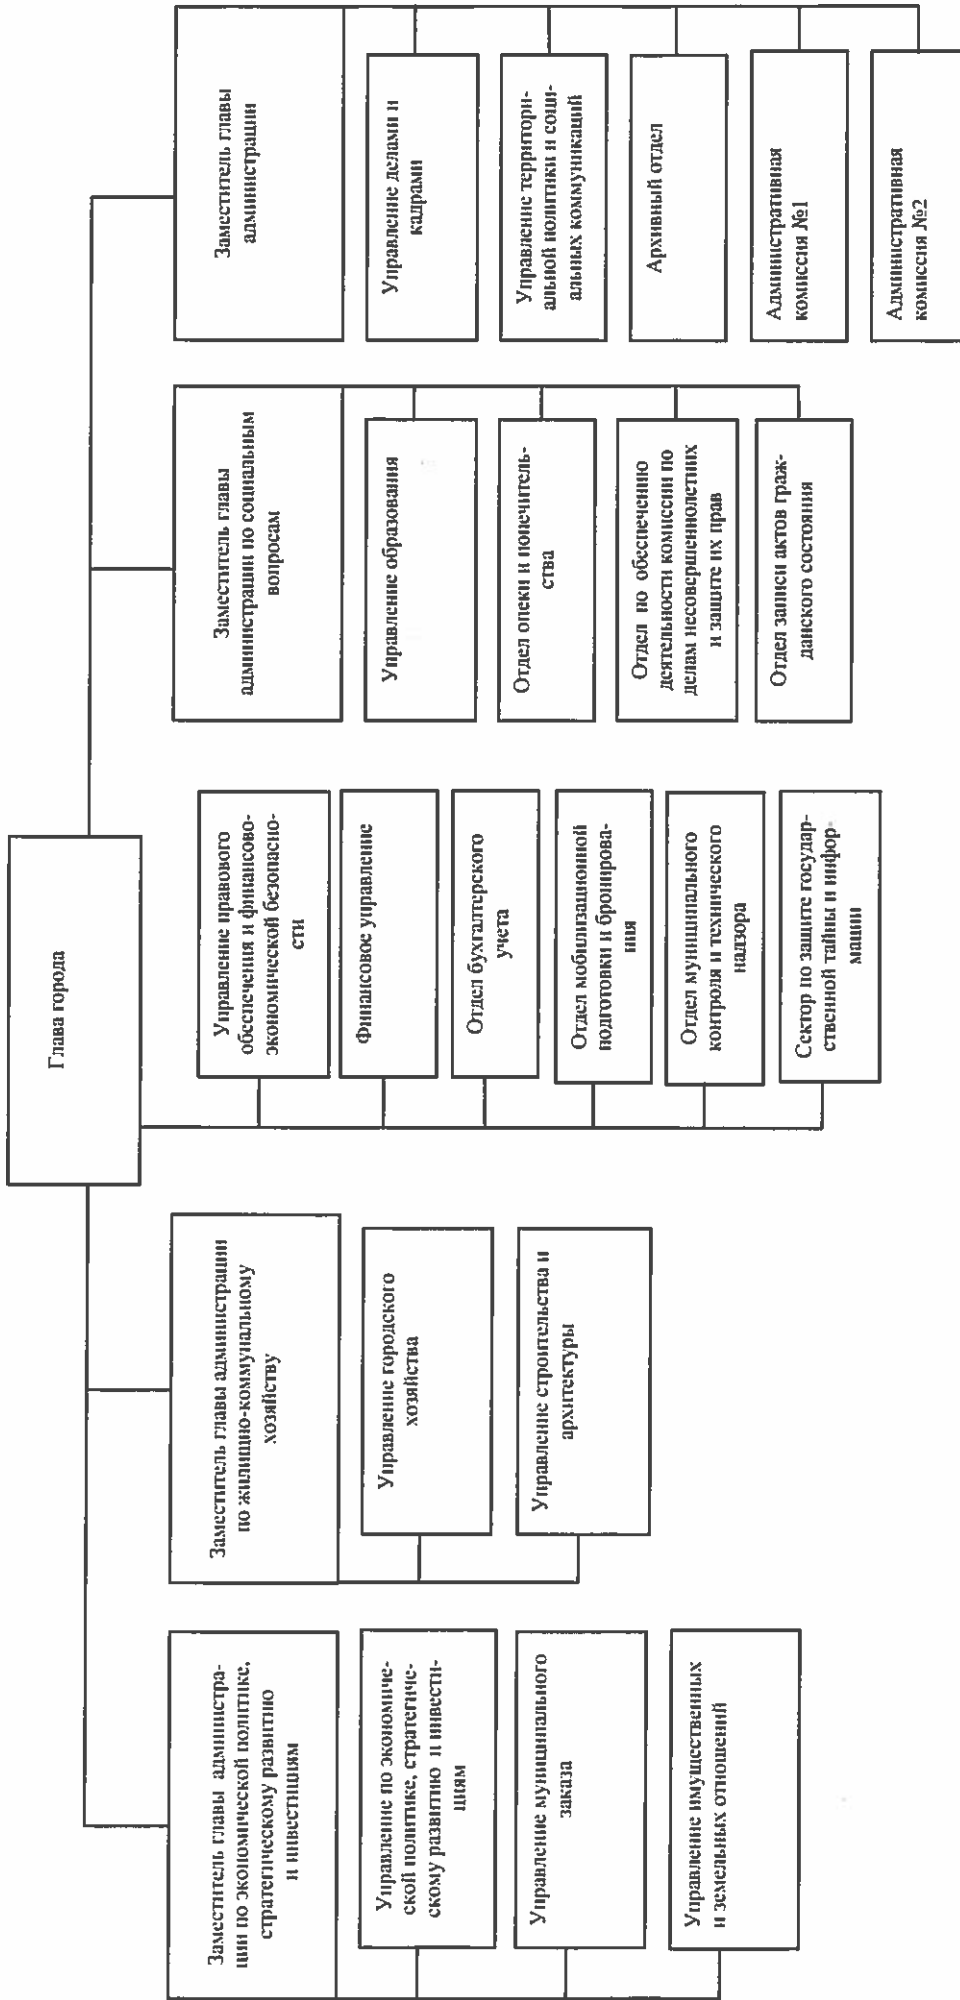 Глава города
Заместитель главы администра-
ции по экономической политике,
стратегическому развитию
и инвестициям
Управление по экономиче-
ской политике, стратегиче-
скому развитию и инвести-
циям
Управление муниципального
заказа
Управление имущественных
и земельных отношений
Заместитель главы администрации
по жилищно-коммунальному
хозяйству
Управление городского
хозяйства
Управление строительства и
архитектуры
Управление правового
обеспечения и финансово-
экономической безопасно-
сти
Финансовое управление
Отдел бухгалтерского
учета
Отдел мобилизационной
подготовки и бронирова-
ния
Отдел муниципального
контроля и технического
надзора
Сектор по защите государ-
ственной тайны и инфор-
мации
Заместитель главы
администрации по социальным
вопросам
Управление образования
Отдел опеки и попечитель-
ства
Отдел по обеспечению
деятельности комиссии по
делам несовершеннолетних
и защите их прав
Отдел записи актов граж-
данского состояния
Заместитель главы
администрации
Управление делами и
кадрами
Управление территори-
альной политики и соци-
альных коммуникаций
Архивный отдел
Административная
комиссия №1
Административная
комиссия №2